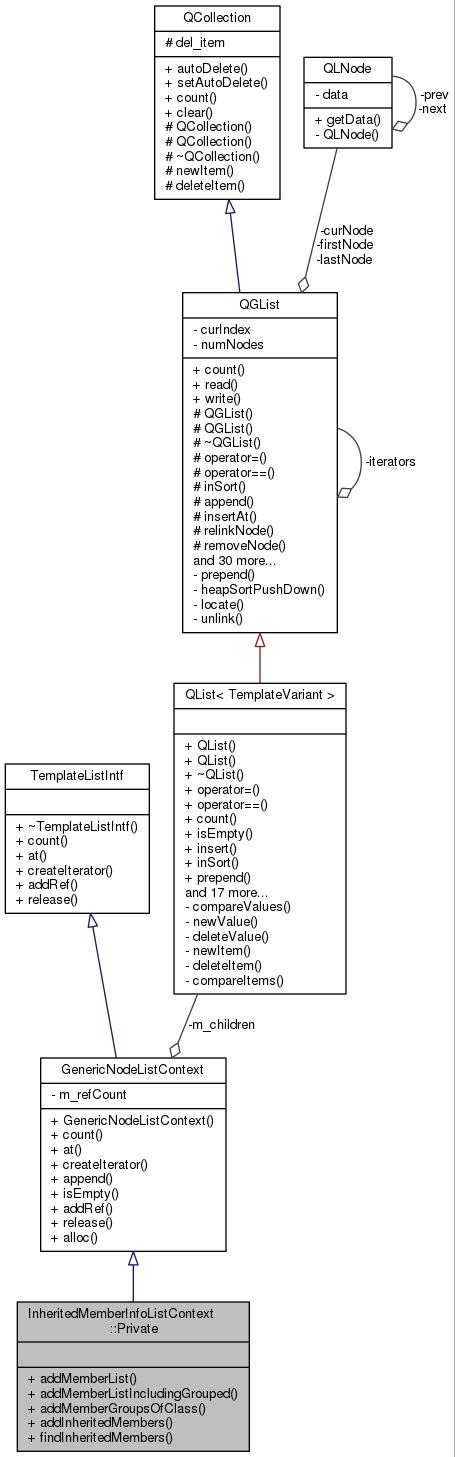 QCollection
# del_item
+ autoDelete()
+ setAutoDelete()
+ count()
+ clear()
# QCollection()
# QCollection()
# ~QCollection()
# newItem()
# deleteItem()
QLNode
- data
+ getData()
- QLNode()
-prev
-next
-curNode
-firstNode
-lastNode
QGList
- curIndex
- numNodes
+ count()
+ read()
+ write()
# QGList()
# QGList()
# ~QGList()
# operator=()
# operator==()
# inSort()
# append()
# insertAt()
# relinkNode()
# removeNode()
and 30 more...
- prepend()
- heapSortPushDown()
- locate()
- unlink()
-iterators
QList< TemplateVariant >
+ QList()
+ QList()
+ ~QList()
+ operator=()
+ operator==()
+ count()
+ isEmpty()
+ insert()
+ inSort()
+ prepend()
and 17 more...
- compareValues()
- newValue()
- deleteValue()
- newItem()
- deleteItem()
- compareItems()
TemplateListIntf
+ ~TemplateListIntf()
+ count()
+ at()
+ createIterator()
+ addRef()
+ release()
-m_children
GenericNodeListContext
- m_refCount
+ GenericNodeListContext()
+ count()
+ at()
+ createIterator()
+ append()
+ isEmpty()
+ addRef()
+ release()
+ alloc()
InheritedMemberInfoListContext
::Private
+ addMemberList()
+ addMemberListIncludingGrouped()
+ addMemberGroupsOfClass()
+ addInheritedMembers()
+ findInheritedMembers()